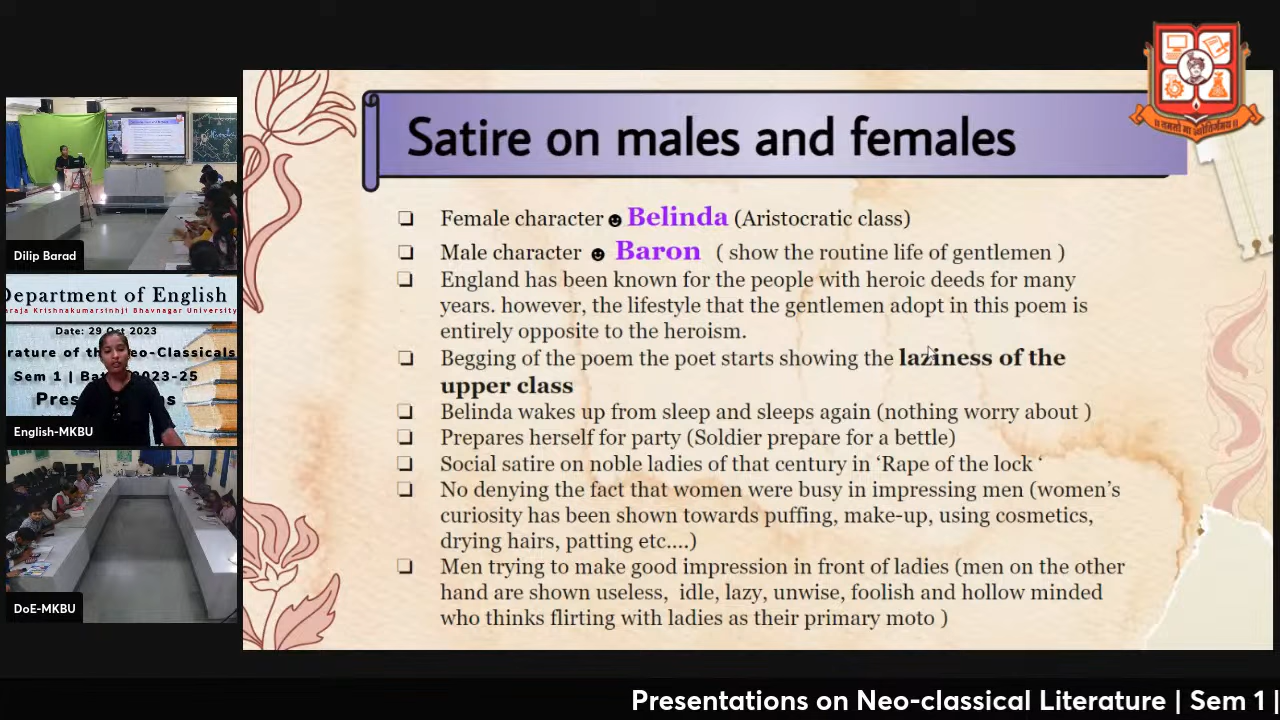 Satire on males and females
Female character ☻ Belinda (Aristocratic class)
Male character ☻ Baron ( show the routine life of gentlemen )
England has been known for the people with heroic deeds for many
years. however, the lifestyle that the gentlemen adopt in this poem is
entirely opposite to the heroism.
Begging of the poem the poet starts showing the laziness of the
upper class
Belinda wakes up from sleep and sleeps again (nothing worry about )
Prepares herself for party (Soldier prepare for a bettle)
Social satire on noble ladies of that century in ‘Rape of the lock ‘
No denying the fact that women were busy in impressing men (women’s
curiosity has been shown towards puffing, make-up, using cosmetics,
drying hairs, patting etc....)
Men trying to make good impression in front of ladies (men on the other
hand are shown useless, idle, lazy, unwise, foolish and hollow minded
who thinks flirting with ladies as their primary moto )
Dilip Barad
Department of English
Krishnakumarsinhji Bhavnagar University
Date: 29 Oct 2023
Neo-Classicals
Sem 1 | 2023-25
English-MKBU
DoE-MKBU
Presentations on Neo-classical Literature | Sem 1 |